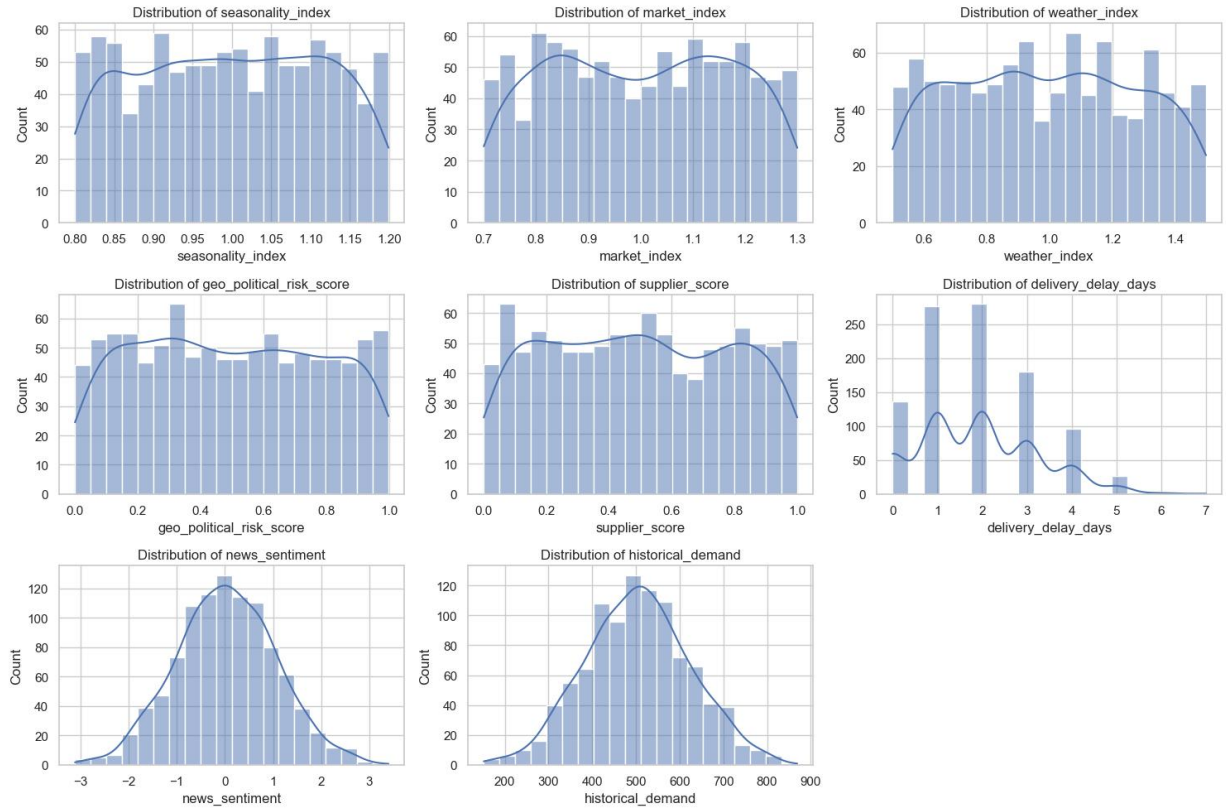 Distribution of seasonality_index
Count
60
50
40
30
20
10
0
0.80 0.85 0.90 0.95 1.00 1.05 1.10 1.15 1.20
seasonality_index
Distribution of market_index
Count
60
50
40
30
20
10
0
0.7 0.8 0.9 1.0 1.1 1.2 1.3
market_index
Distribution of weather_index
Count
60
40
20
0
0.6 0.8 1.0 1.2 1.4
weather_index
Distribution of geo_political_risk_score
Count
60
50
40
30
20
10
0
0.0 0.2 0.4 0.6 0.8 1.0
geo_political_risk_score
Distribution of supplier_score
Count
60
50
40
30
20
10
0
0.0 0.2 0.4 0.6 0.8 1.0
supplier_score
Distribution of delivery_delay_days
Count
250
200
150
100
50
0
0 1 2 3 4 5 6 7
delivery_delay_days
Distribution of news_sentiment
Count
120
100
80
60
40
20
0
−3 −2 −1 0 1 2 3
news_sentiment
Distribution of historical_demand
Count
120
100
80
60
40
20
0
200 300 400 500 600 700 800 900
historical_demand